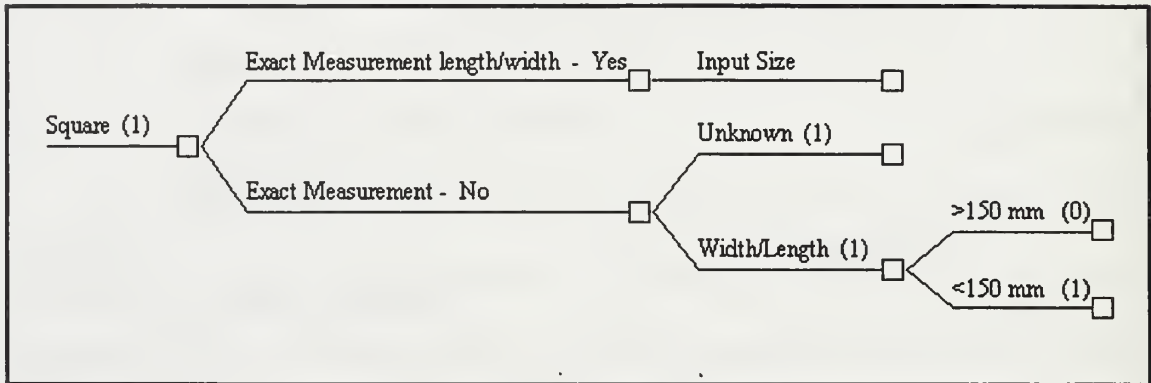 Exact Measurement length/width - Yes
Input Size
Square (1)
Unknown (1)
Exact Measurement - No
>150 mm (0)
Width/Length (1)
<150 mm (1)